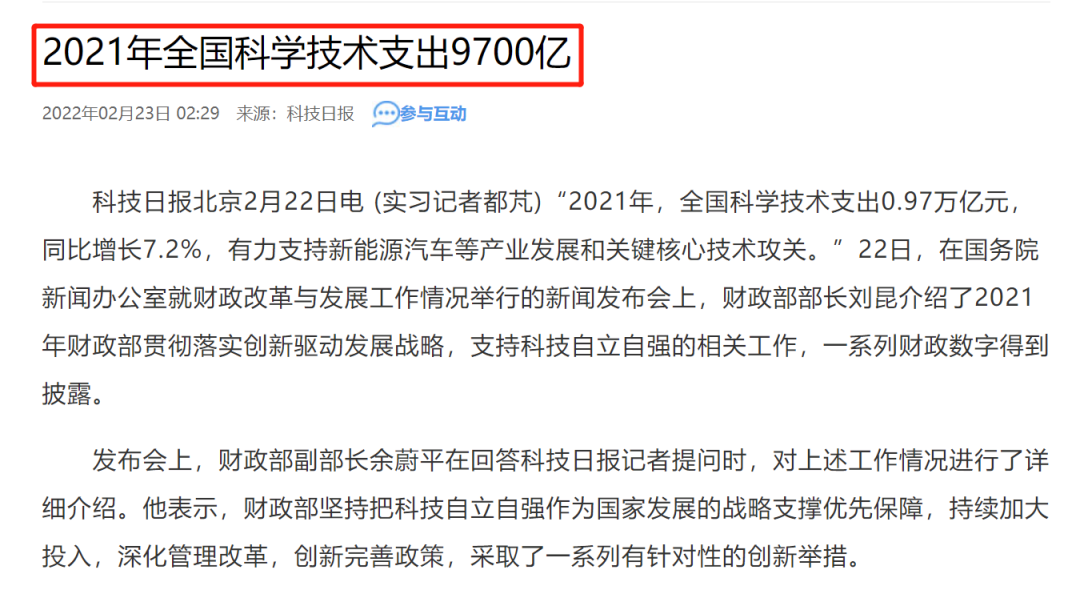 2021年全国科学技术支出9700亿
2022年02月23日 02:29 来源：科技日报 参与互动
科技日报北京2月22日电 (实习记者都芃)“2021年，全国科学技术支出0.97万亿元，
同比增长7.2%，有力支持新能源汽车等产业发展和关键核心技术攻关。”22日，在国务院
新闻办公室就财政改革与发展工作情况举行的新闻发布会上，财政部部长刘昆介绍了2021
年财政部贯彻落实创新驱动发展战略，支持科技自立自强的相关工作，一系列财政数字得到
披露。
发布会上，财政部副部长余蔚平在回答科技日报记者提问时，对上述工作情况进行了详
细介绍。他表示，财政部坚持把科技自立自强作为国家发展的战略支撑优先保障，持续加大
投入，深化管理改革，创新完善政策，采取了一系列有针对性的创新举措。